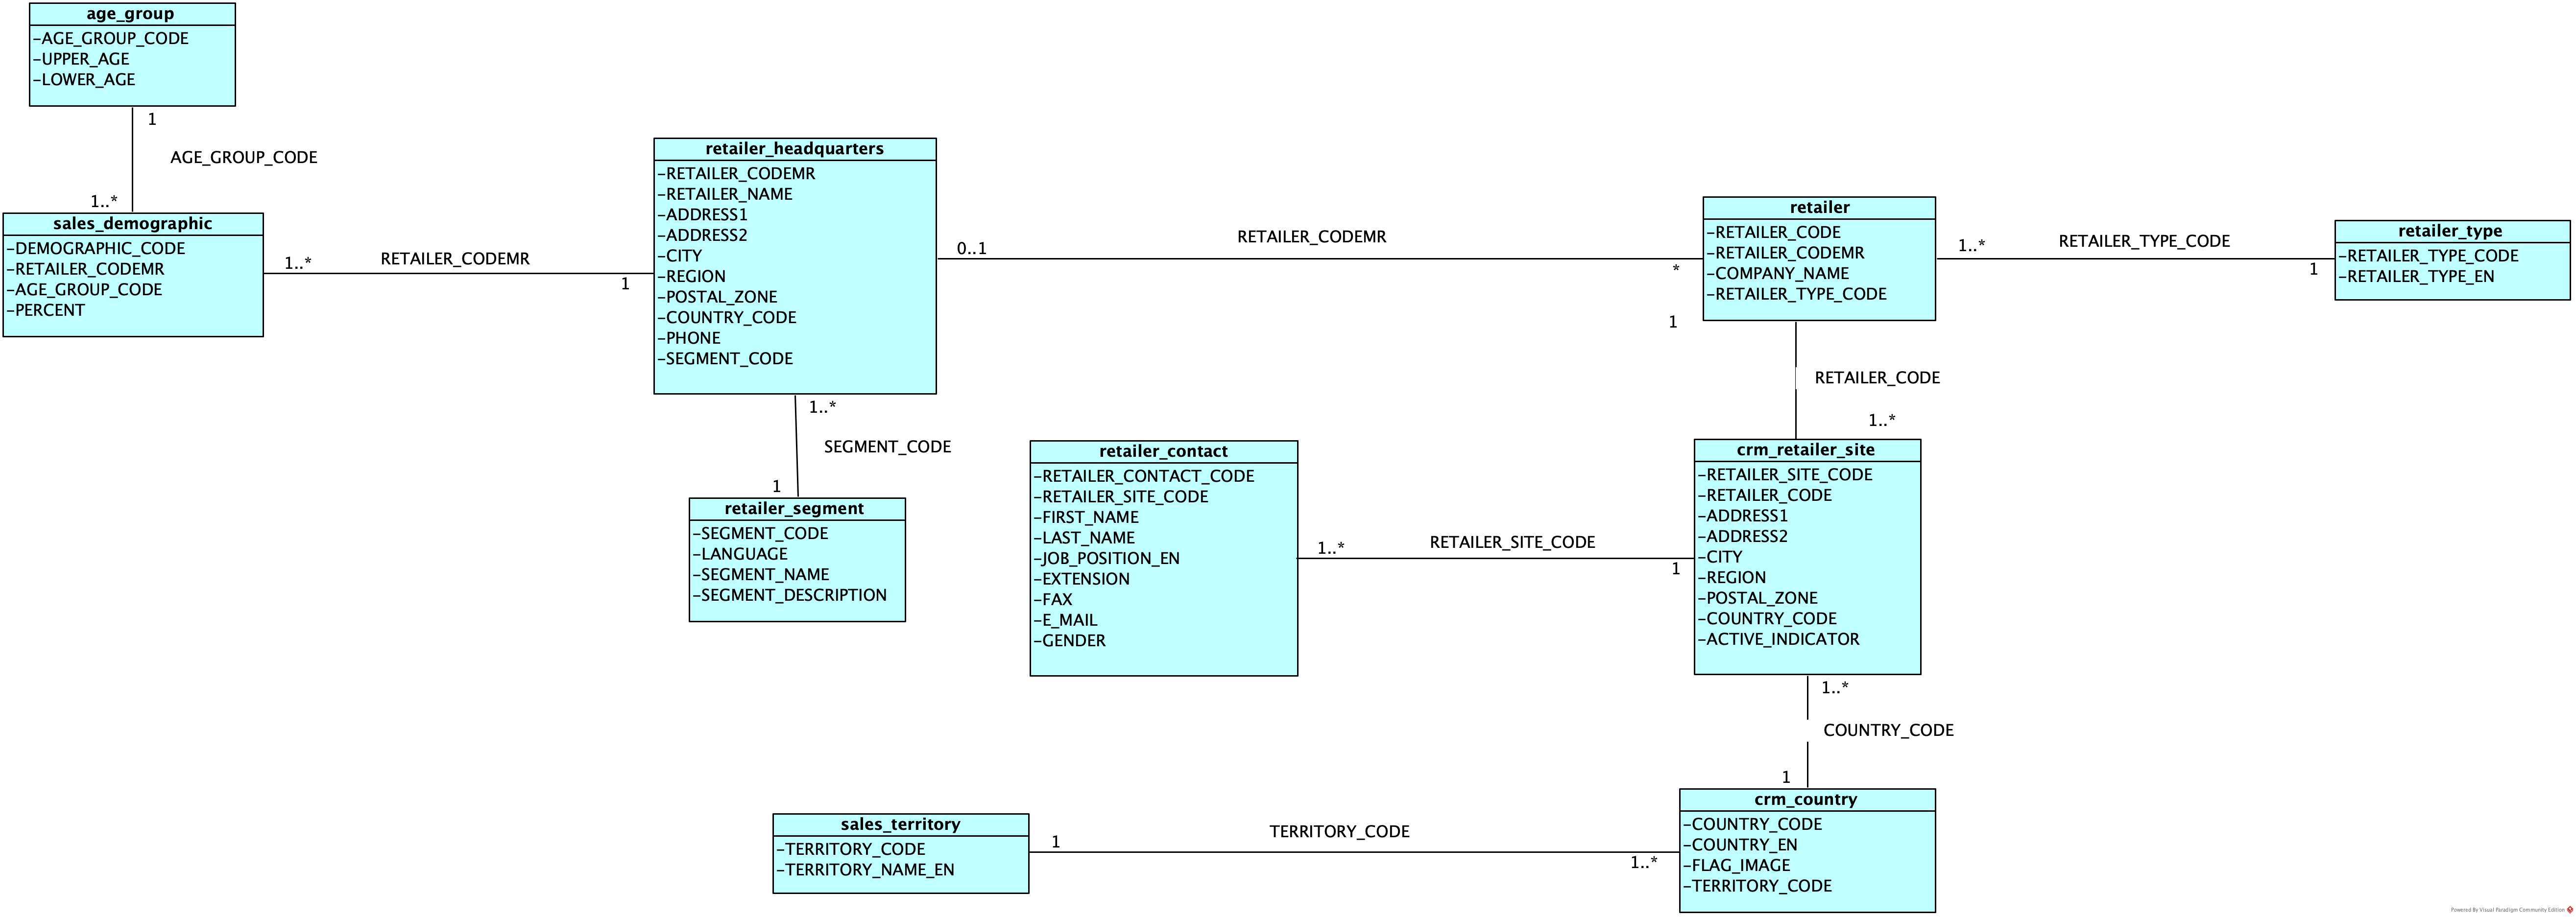 age_group
-AGE_GROUP_CODE
-UPPER_AGE
-LOWER_AGE
1
AGE_GROUP_CODE
1..*
sales_demographic
-DEMOGRAPHIC_CODE
-RETAILER_CODEMR
-AGE_GROUP_CODE
-PERCENT
1..*
RETAILER_CODEMR
1
retailer_headquarters
-RETAILER_CODEMR
-RETAILER_NAME
-ADDRESS1
-ADDRESS2
-CITY
-REGION
-POSTAL_ZONE
-COUNTRY_CODE
-PHONE
-SEGMENT_CODE
0..1
RETAILER_CODEMR
*
retailer
-RETAILER_CODE
-RETAILER_CODEMR
-COMPANY_NAME
-RETAILER_TYPE_CODE
1..*
RETAILER_TYPE_CODE
1
retailer_type
-RETAILER_TYPE_CODE
-RETAILER_TYPE_EN
1
RETAILER_CODE
1..*
1..*
SEGMENT_CODE
1
retailer_segment
-SEGMENT_CODE
-LANGUAGE
-SEGMENT_NAME
-SEGMENT_DESCRIPTION
retailer_contact
-RETAILER_CONTACT_CODE
-RETAILER_SITE_CODE
-FIRST_NAME
-LAST_NAME
-JOB_POSITION_EN
-EXTENSION
-FAX
-E_MAIL
-GENDER
1..*
RETAILER_SITE_CODE
1
crm_retailer_site
-RETAILER_SITE_CODE
-RETAILER_CODE
-ADDRESS1
-ADDRESS2
-CITY
-REGION
-POSTAL_ZONE
-COUNTRY_CODE
-ACTIVE_INDICATOR
1..*
COUNTRY_CODE
1
sales_territory
-TERRITORY_CODE
-TERRITORY_NAME_EN
1
TERRITORY_CODE
1..*
crm_country
-COUNTRY_CODE
-COUNTRY_EN
-FLAG_IMAGE
-TERRITORY_CODE
Powered By Visual Paradigm Community Edition